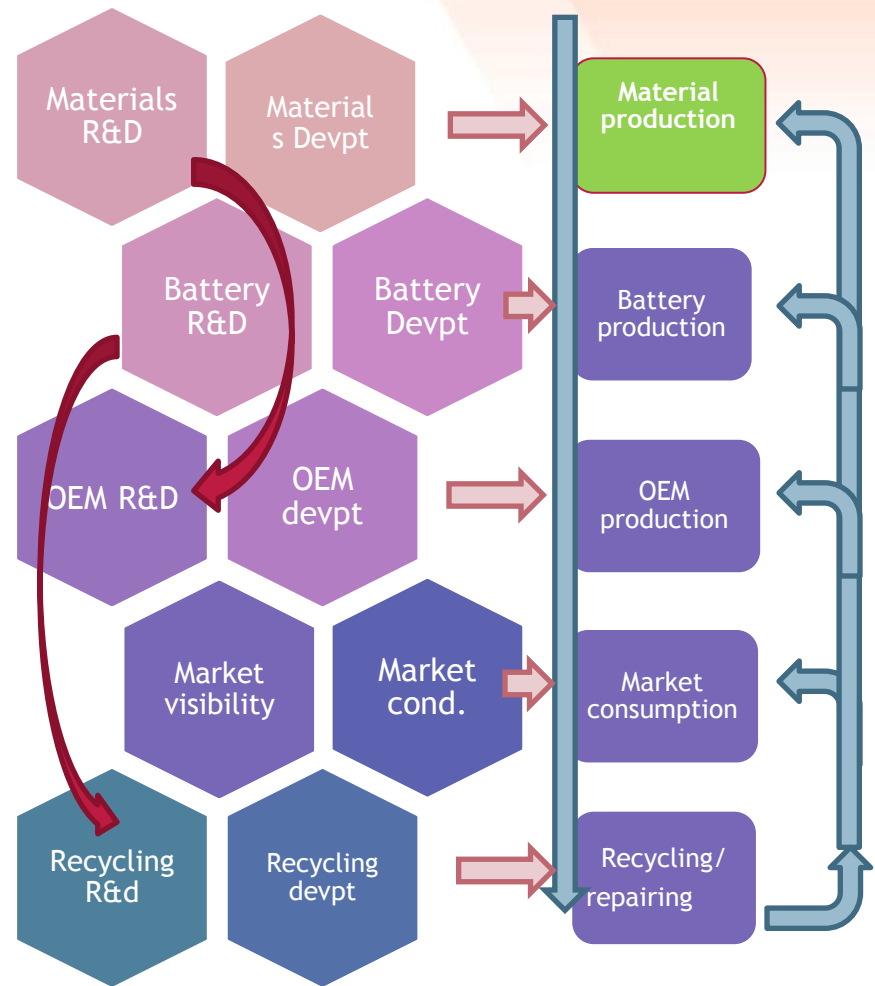 Materials
R&D
Material
s Devpt
Material
production
Battery
R&D
Battery
Devpt
Battery
production
OEM R&D
OEM
devpt
OEM
production
Market
visibility
Market
cond.
Market
consumption
Recycling
R&d
Recycling
devpt
Recycling/
repairing